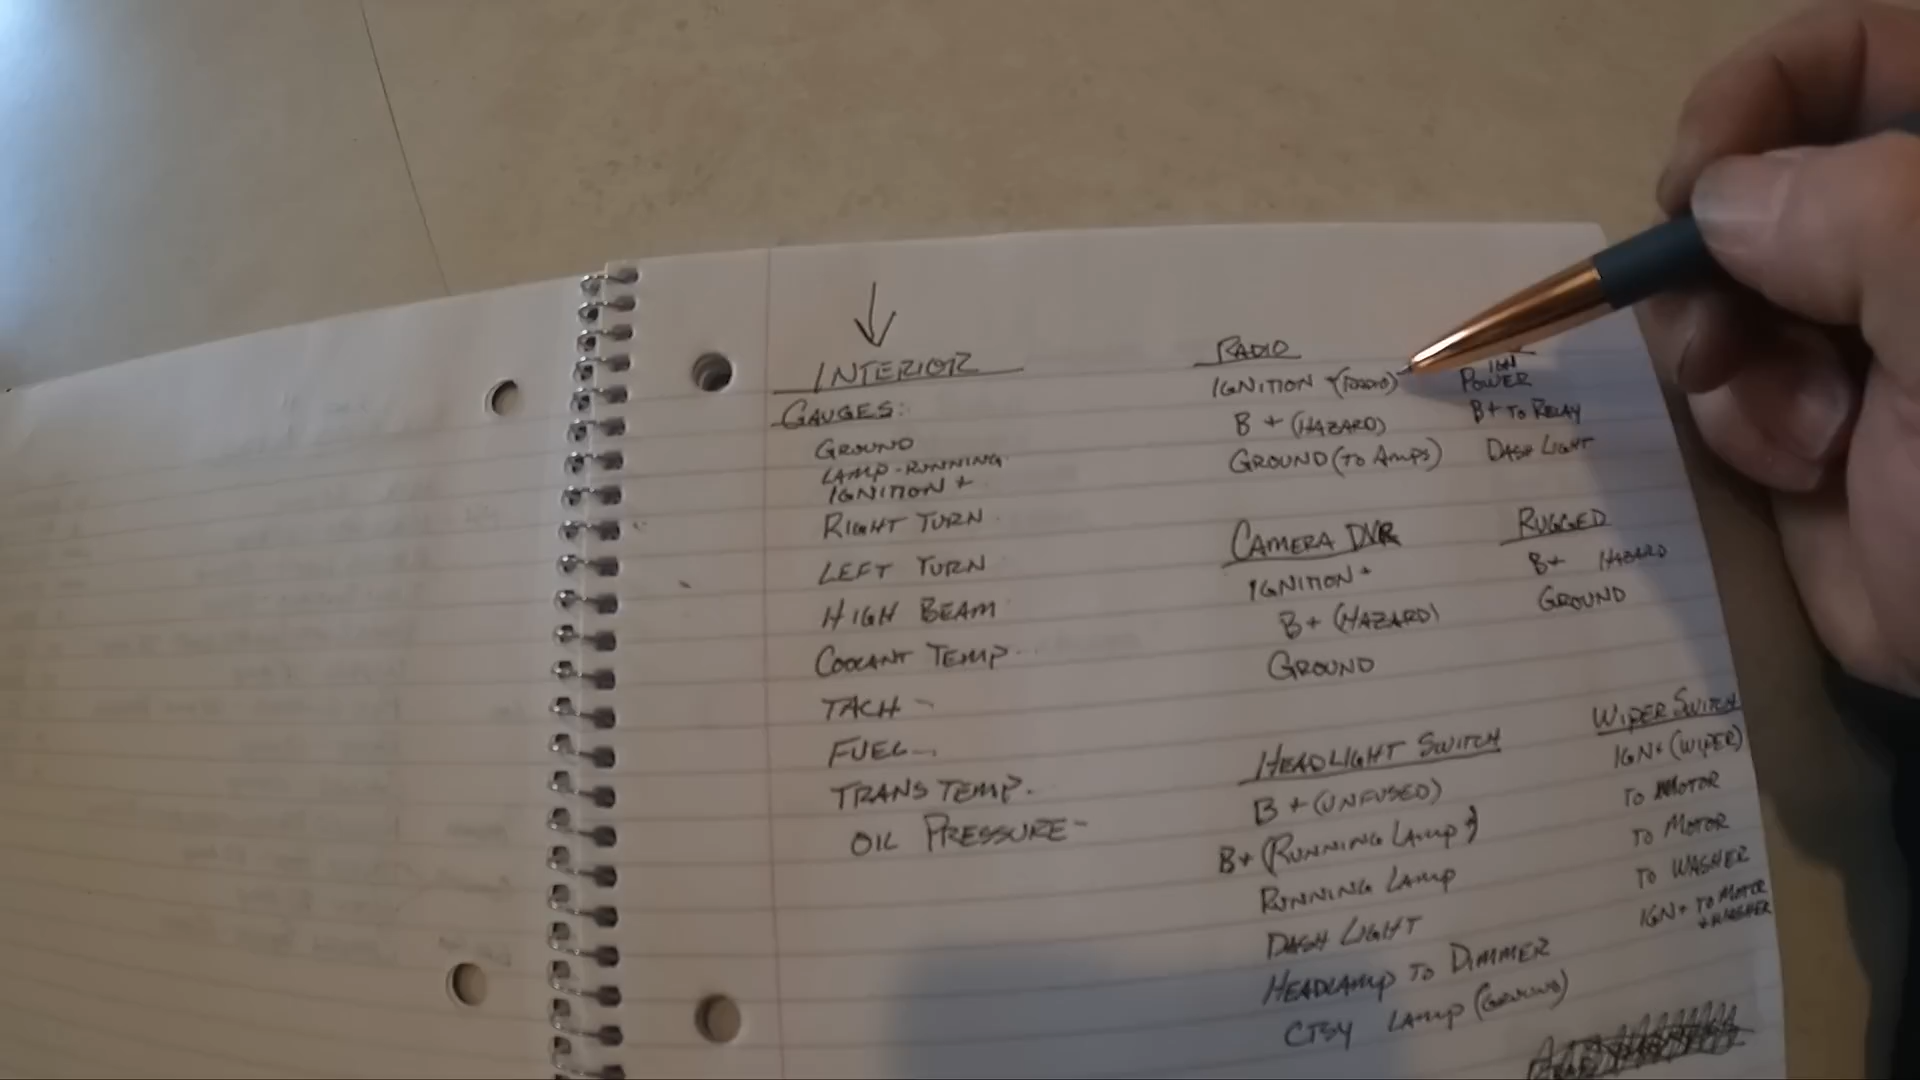 INTERIOR
GAUGES:
GROUND
LAMP-RUNNING
IGNITION +
RIGHT TURN
LEFT TURN
HIGH BEAM
COOLANT TEMP
TACH -
FUEL -
TRANS TEMP.
OIL PRESSURE -
RADIO
IGNITION + (RADIO)
B + (HAZARD)
GROUND (TO AMPS)
IGN
POWER
B+ TO RELAY
DASH LIGHT
CAMERA DVR
IGNITION +
B + (HAZARD)
GROUND
RUGGED
B+ HAZARD
GROUND
HEADLIGHT SWITCH
B + (UNFUSED)
B+ (RUNNING LAMP)
RUNNING LAMP
DASH LIGHT
HEADLAMP TO DIMMER
CTSY LAMP (GROUND)
WIPER SWITCH
IGN+ (WIPER)
TO MOTOR
TO MOTOR
TO WASHER
IGN+ TO MOTOR
+ WASHER